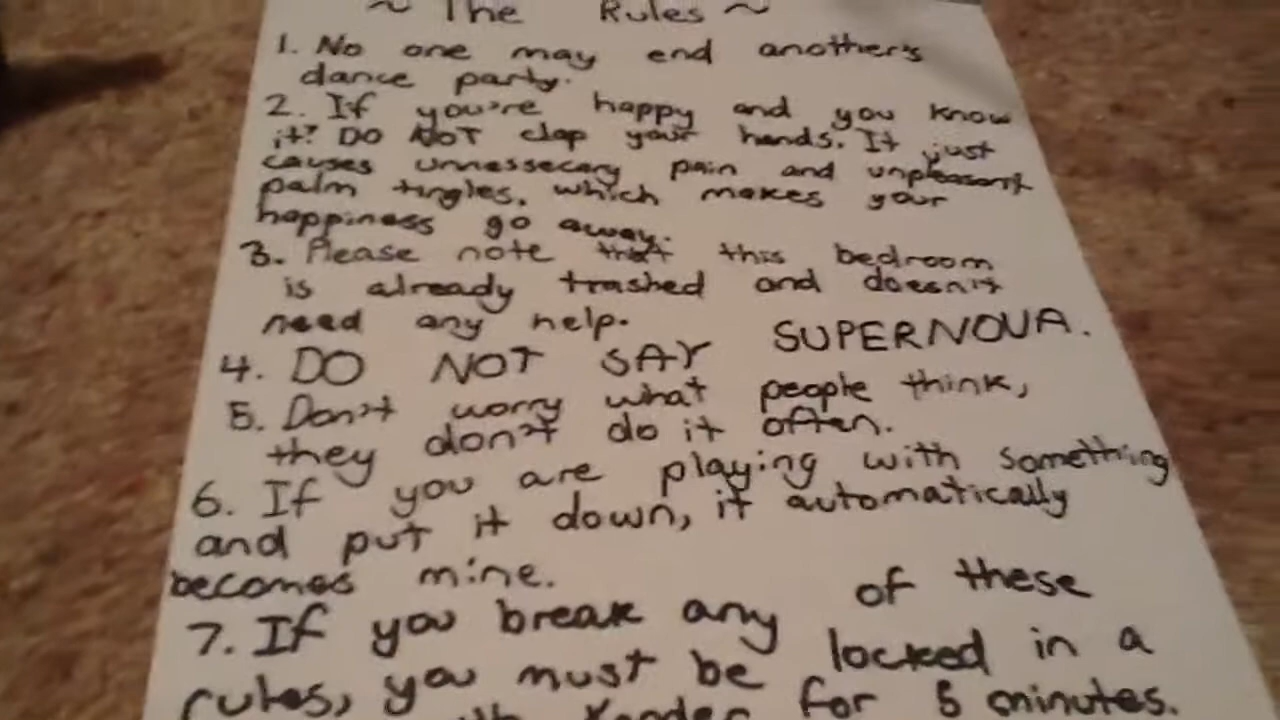 ~ The Rules ~
1. No one may end another's
dance party.
2. If you're happy and you know
it? DO NOT clap your hands. It just
causes unnessecary pain and unpleasant
palm tingles, which makes your
happiness go away.
3. Please note that this bedroom
is already trashed and doesn't
need any help.
4. DO NOT SAY SUPERNOVA.
5. Don't worry what people think,
they don't do it often.
6. If you are playing with something
and put it down, it automatically
becomes mine.
7. If you break any of these
rules, you must be locked in a
for 5 minutes.